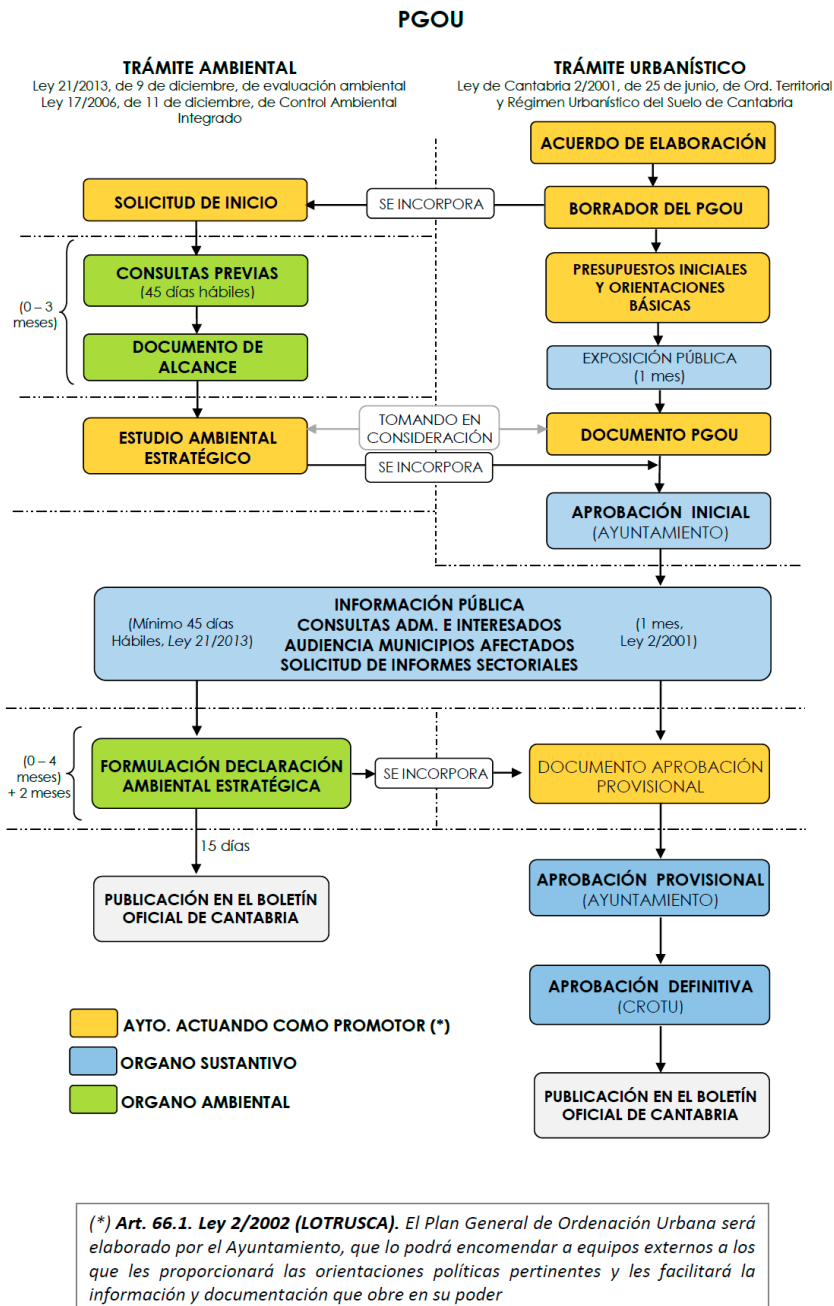 PGOU
TRÁMITE AMBIENTAL
Ley 21/2013, de 9 de diciembre, de evaluación ambiental
Ley 17/2006, de 11 de diciembre, de Control Ambiental
Integrado
TRÁMITE URBANÍSTICO
Ley de Cantabria 2/2001, de 25 de junio, de Ord. Territorial
y Régimen Urbanístico del Suelo de Cantabria
ACUERDO DE ELABORACIÓN
SOLICITUD DE INICIO
SE INCORPORA
BORRADOR DEL PGOU
(0 – 3
meses)
CONSULTAS PREVIAS
(45 días hábiles)
PRESUPUESTOS INICIALES
Y ORIENTACIONES
BÁSICAS
DOCUMENTO DE
ALCANCE
EXPOSICIÓN PÚBLICA
(1 mes)
ESTUDIO AMBIENTAL
ESTRATÉGICO
TOMANDO EN
CONSIDERACIÓN
DOCUMENTO PGOU
SE INCORPORA
APROBACIÓN INICIAL
(AYUNTAMIENTO)
(Mínimo 45 días
Hábiles, Ley 21/2013)
INFORMACIÓN PÚBLICA
CONSULTAS ADM. E INTERESADOS
AUDIENCIA MUNICIPIOS AFECTADOS
SOLICITUD DE INFORMES SECTORIALES
(1 mes,
Ley 2/2001)
(0 – 4
meses)
+ 2 meses
FORMULACIÓN DECLARACIÓN
AMBIENTAL ESTRATÉGICA
SE INCORPORA
DOCUMENTO APROBACIÓN
PROVISIONAL
15 días
PUBLICACIÓN EN EL BOLETÍN
OFICIAL DE CANTABRIA
APROBACIÓN PROVISIONAL
(AYUNTAMIENTO)
APROBACIÓN DEFINITIVA
(CROTU)
PUBLICACIÓN EN EL BOLETÍN
OFICIAL DE CANTABRIA
AYTO. ACTUANDO COMO PROMOTOR (*)
ORGANO SUSTANTIVO
ORGANO AMBIENTAL
(*) Art. 66.1. Ley 2/2002 (LOTRUSCA). El Plan General de Ordenación Urbana será
elaborado por el Ayuntamiento, que lo podrá encomendar a equipos externos a los
que les proporcionará las orientaciones políticas pertinentes y les facilitará la
información y documentación que obre en su poder